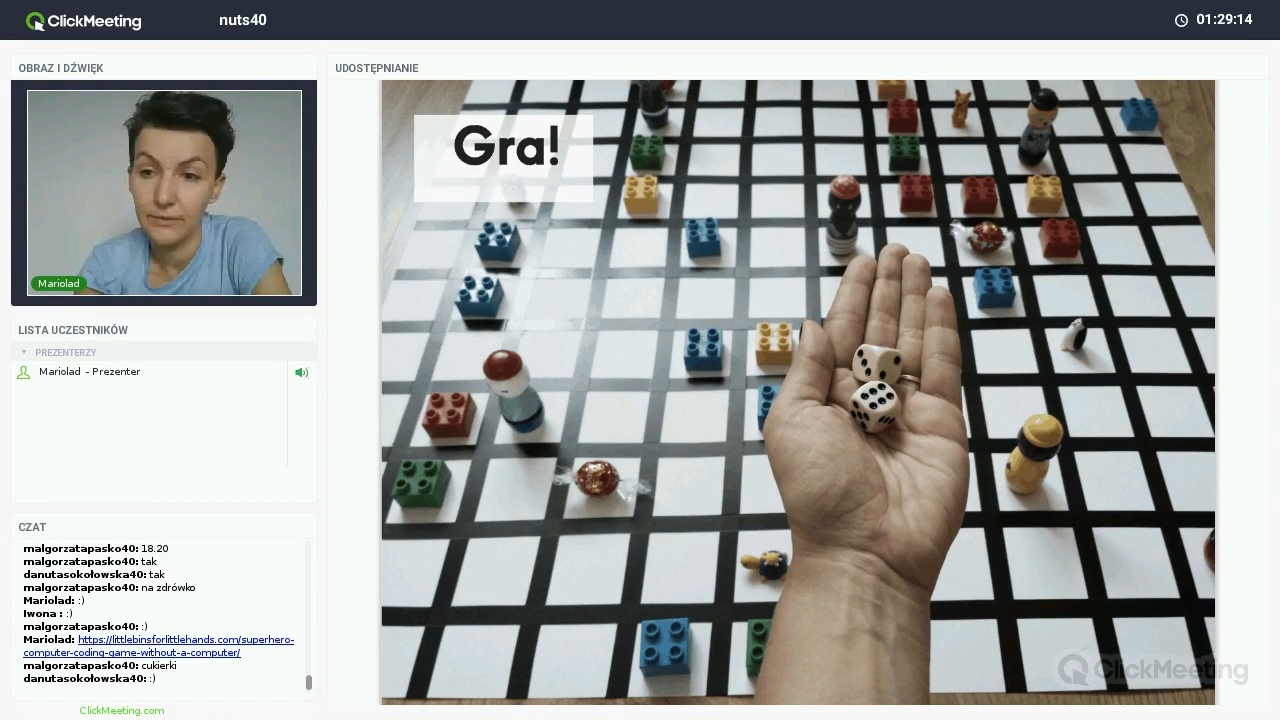 ClickMeeting
nuts40
01:29:14
OBRAZ I DŹWIĘK
Mariolad
LISTA UCZESTNIKÓW
PREZENTERZY
Mariolad - Prezenter
CZAT
malgorzatapasko40: 18.20
malgorzatapasko40: tak
danutasokołowska40: tak
malgorzatapasko40: na zdrówko
Mariolad: :)
Iwona : :)
malgorzatapasko40: :)
Mariolad: https://littlebinsforlittlehands.com/superhero-
computer-coding-game-without-a-computer/
malgorzatapasko40: cukierki
danutasokołowska40: :)
ClickMeeting.com
UDOSTĘPNIANIE
Gra!
ClickMeeting